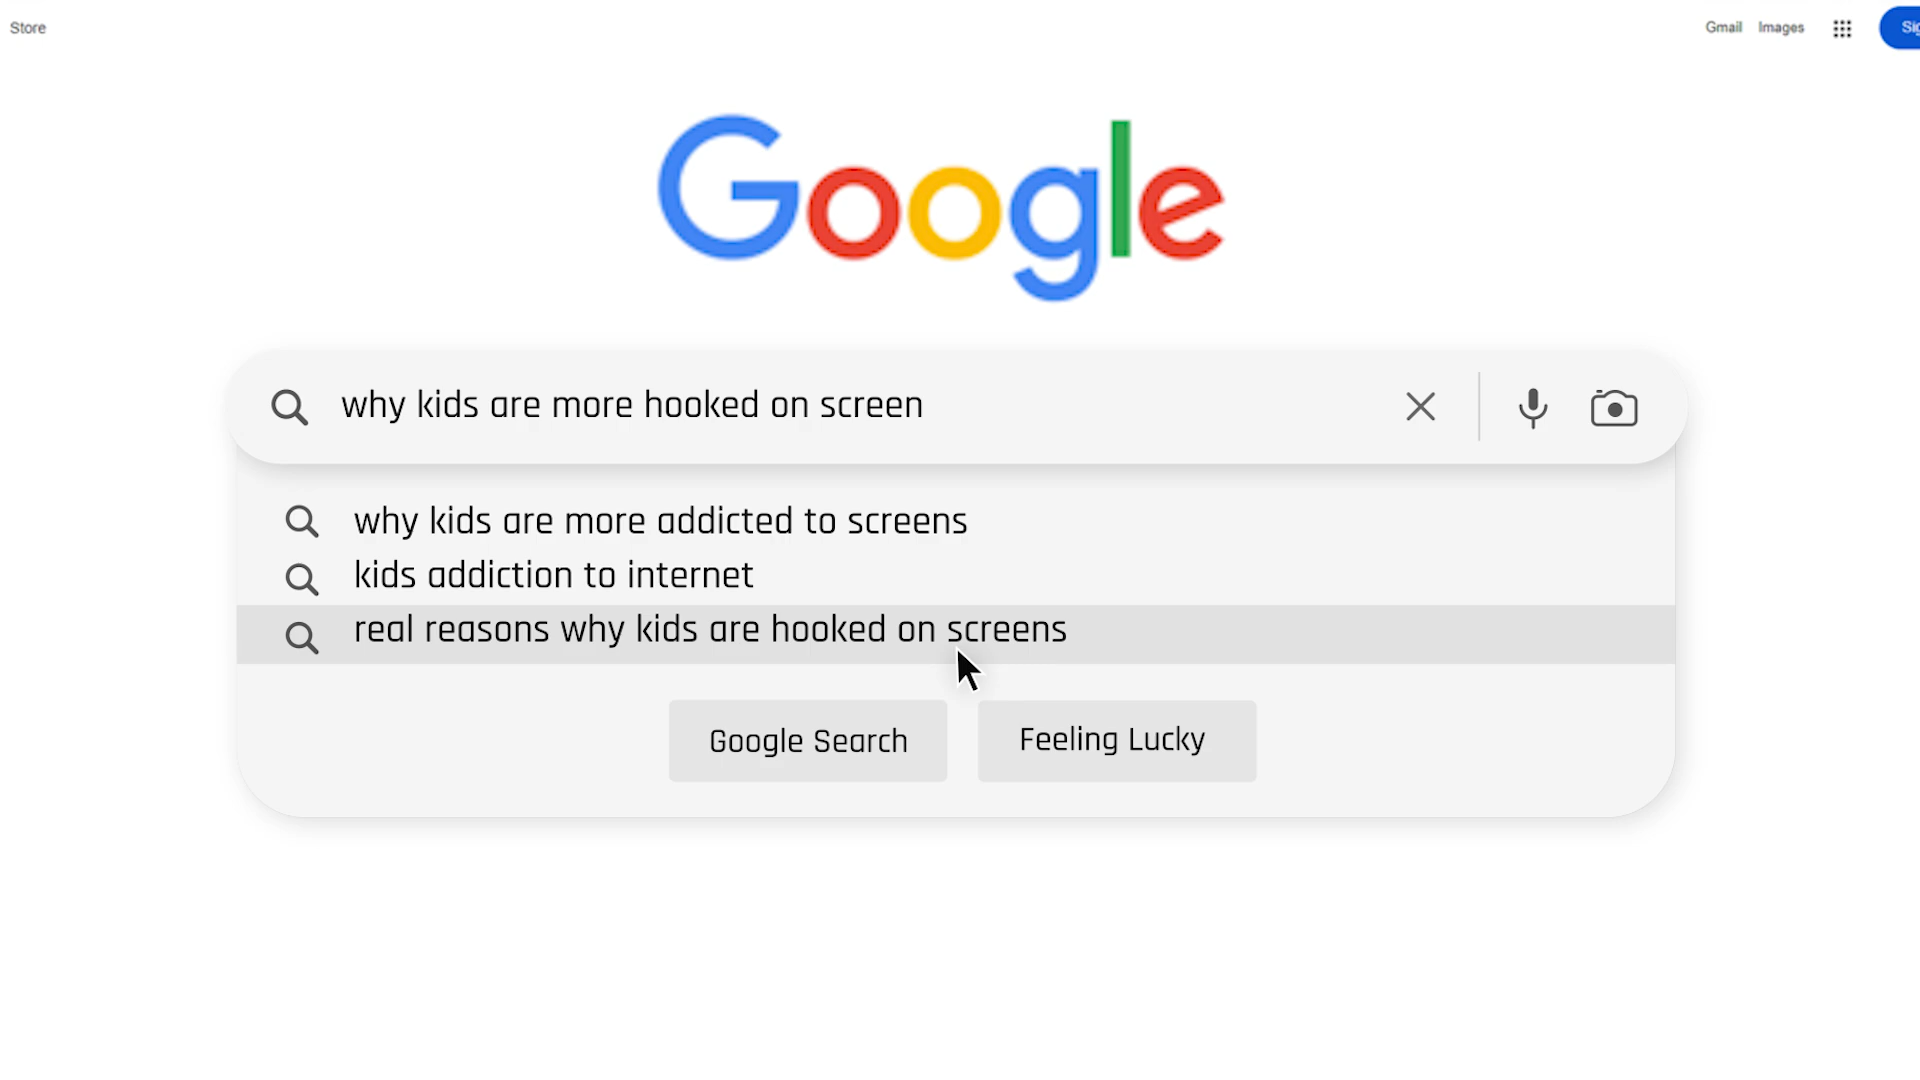 Store
Gmail Images
Google
why kids are more hooked on screen
why kids are more addicted to screens
kids addiction to internet
real reasons why kids are hooked on screens
Google Search
Feeling Lucky